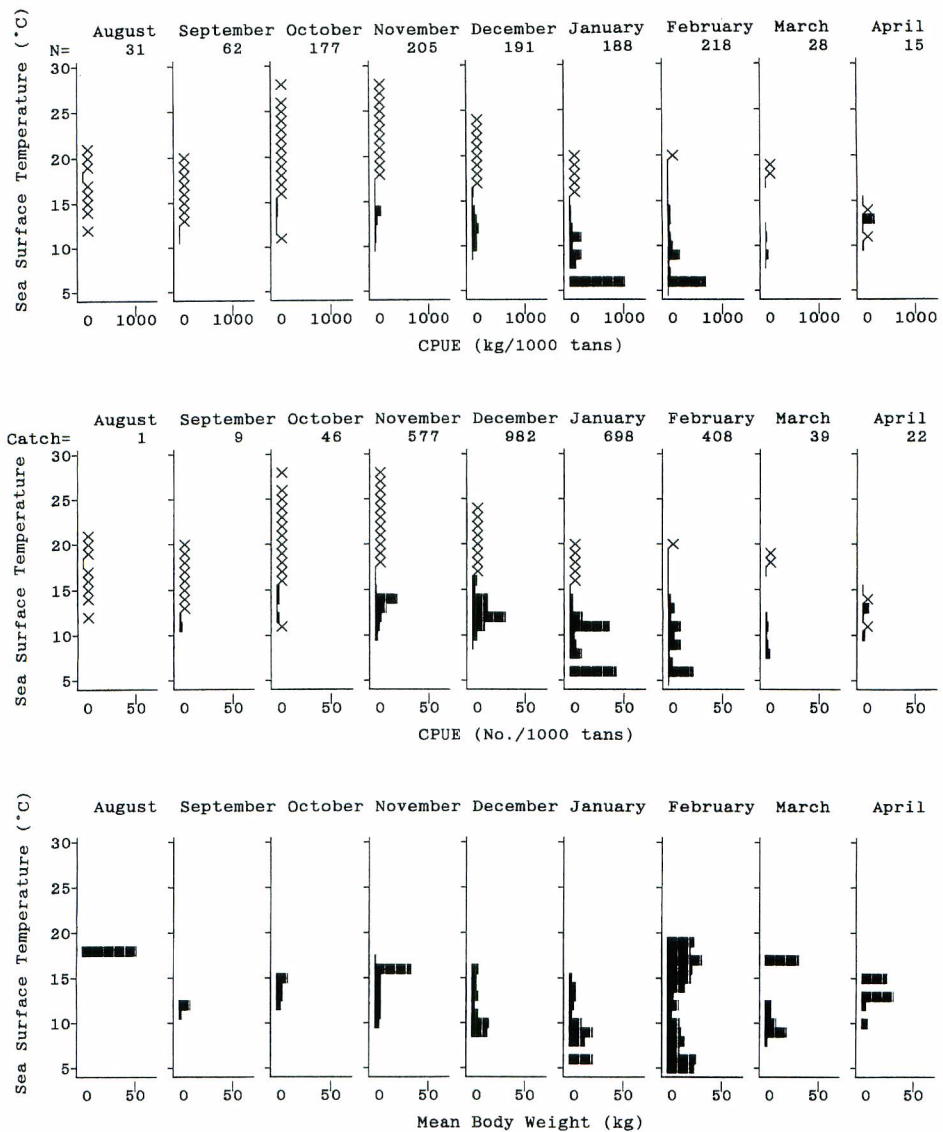 August September October November December January February March April
N= 31 62 177 205 191 188 218 28 15
Sea Surface Temperature (°C)
30
25
20
15
10
5
0 1000 0 1000 0 1000 0 1000 0 1000 0 1000 0 1000 0 1000 0 1000
CPUE (kg/1000 tans)
August September October November December January February March April
Catch= 1 9 46 577 982 698 408 39 22
Sea Surface Temperature
30
25
20
15
10
5
0 50 0 50 0 50 0 50 0 50 0 50 0 50 0 50 0 50
CPUE (No./1000 tans)
August September October November December January February March April
Sea Surface Temperature (°C)
30
25
20
15
10
5
0 50 0 50 0 50 0 50 0 50 0 50 0 50 0 50 0 50
Mean Body Weight (kg)